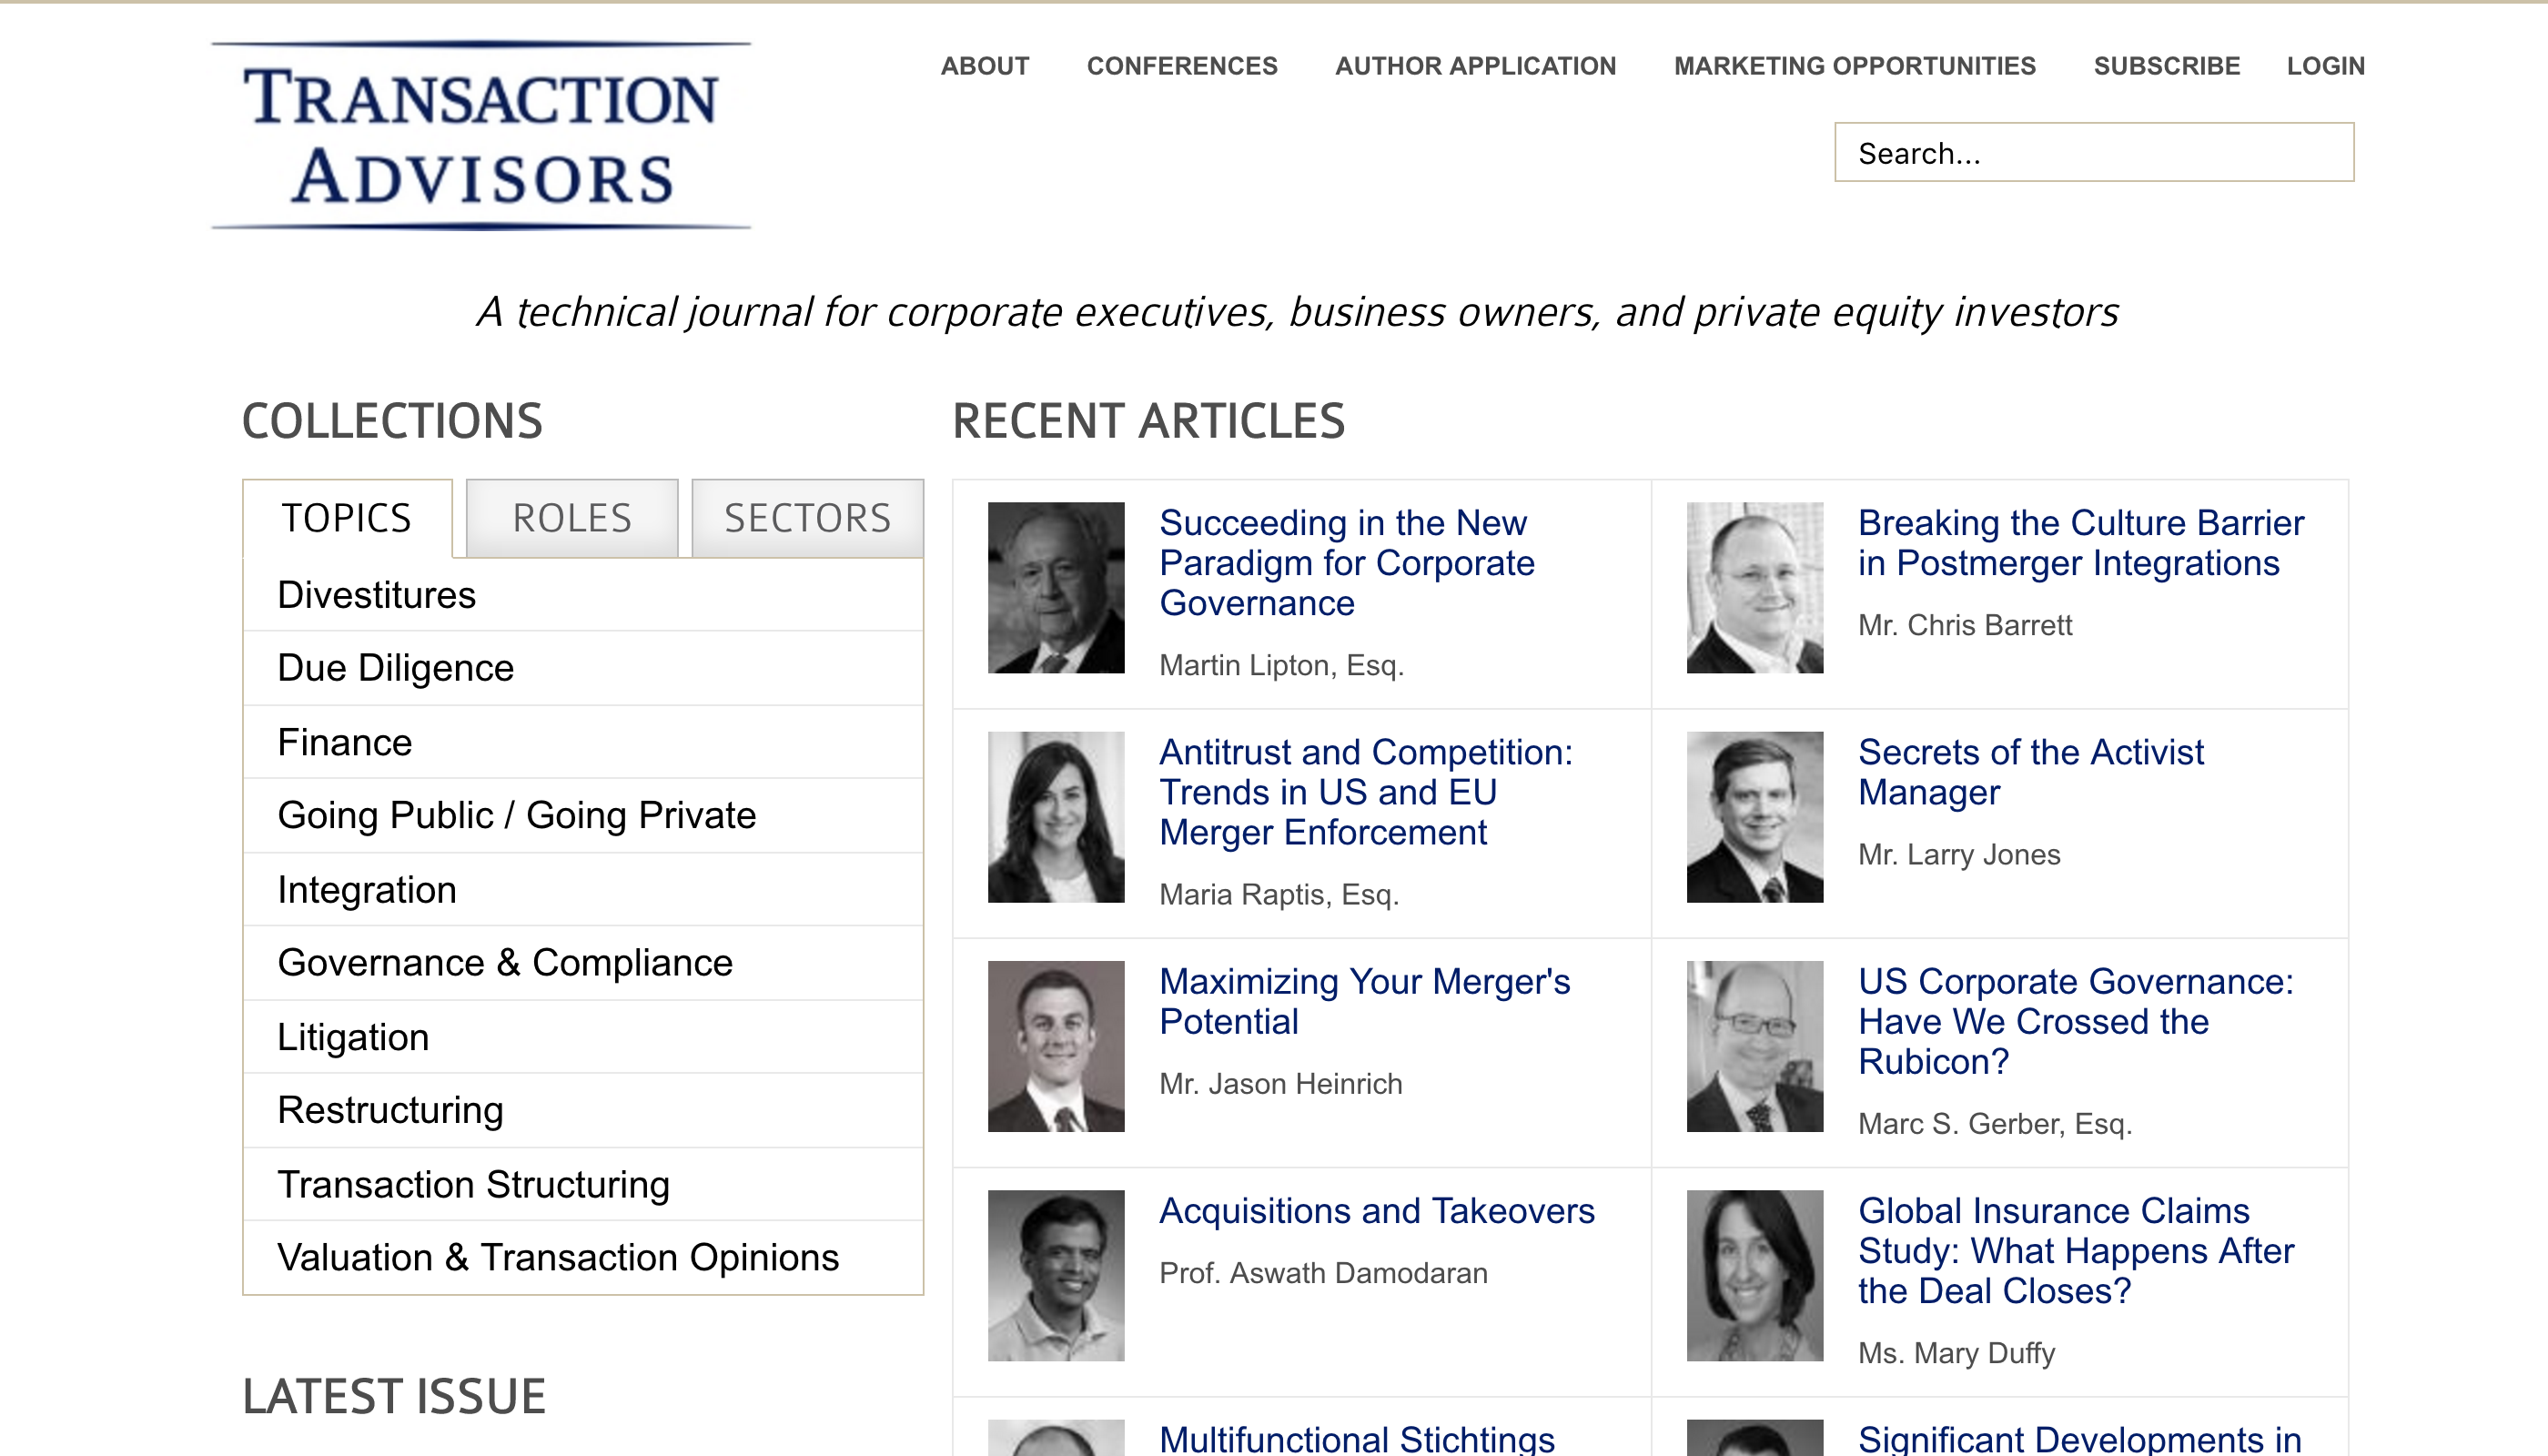 TRANSACTION
ADVISORS
ABOUT CONFERENCES AUTHOR APPLICATION MARKETING OPPORTUNITIES SUBSCRIBE LOGIN
Search...
A technical journal for corporate executives, business owners, and private equity investors
COLLECTIONS
TOPICS ROLES SECTORS
Divestitures
Due Diligence
Finance
Going Public / Going Private
Integration
Governance & Compliance
Litigation
Restructuring
Transaction Structuring
Valuation & Transaction Opinions
LATEST ISSUE
RECENT ARTICLES
Succeeding in the New
Paradigm for Corporate
Governance
Martin Lipton, Esq.
Breaking the Culture Barrier
in Postmerger Integrations
Mr. Chris Barrett
Antitrust and Competition:
Trends in US and EU
Merger Enforcement
Maria Raptis, Esq.
Secrets of the Activist
Manager
Mr. Larry Jones
Maximizing Your Merger's
Potential
Mr. Jason Heinrich
US Corporate Governance:
Have We Crossed the
Rubicon?
Marc S. Gerber, Esq.
Acquisitions and Takeovers
Prof. Aswath Damodaran
Global Insurance Claims
Study: What Happens After
the Deal Closes?
Ms. Mary Duffy
Multifunctional Stichtings
Significant Developments in